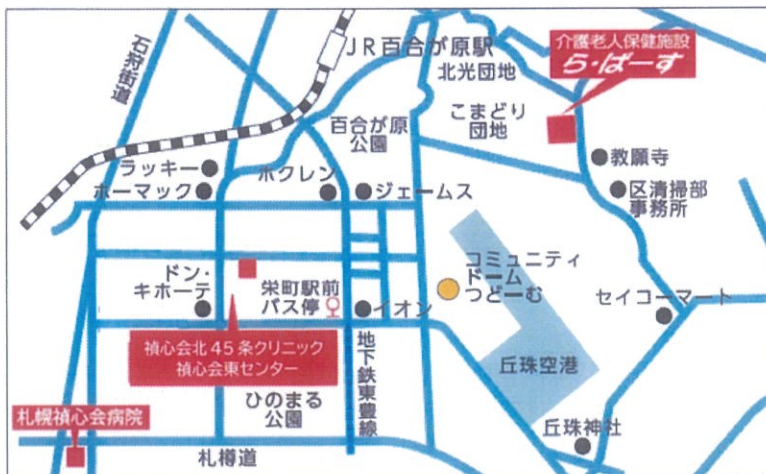 石狩街道
JR百合が原駅
介護老人保健施設
ら・ぱーす
北光団地
こまどり
団地
百合が原
公園
ラッキー
ホーマック
ホクレン
ジェームス
教願寺
区清掃部
事務所
コミュニティ
ドーム
つどーむ
ドン・
キホーテ
栄町駅前
バス停
イオン
セイコーマート
禎心会北45条クリニック
禎心会東センター
地下鉄東豊線
丘珠空港
ひのまる
公園
札幌禎心会病院
札樽道
丘珠神社